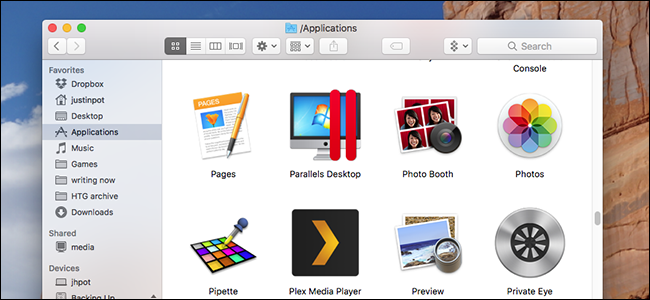 /Applications
Search
Favorites
Dropbox
justinpot
Desktop
Applications
Music
Games
writing now
HTG archive
Downloads
Shared
media
Devices
jhpot
Backing Up
Console
PAGES
Pages
Parallels Desktop
Photo Booth
Photos
Pipette
Plex Media Player
Preview
Private Eye